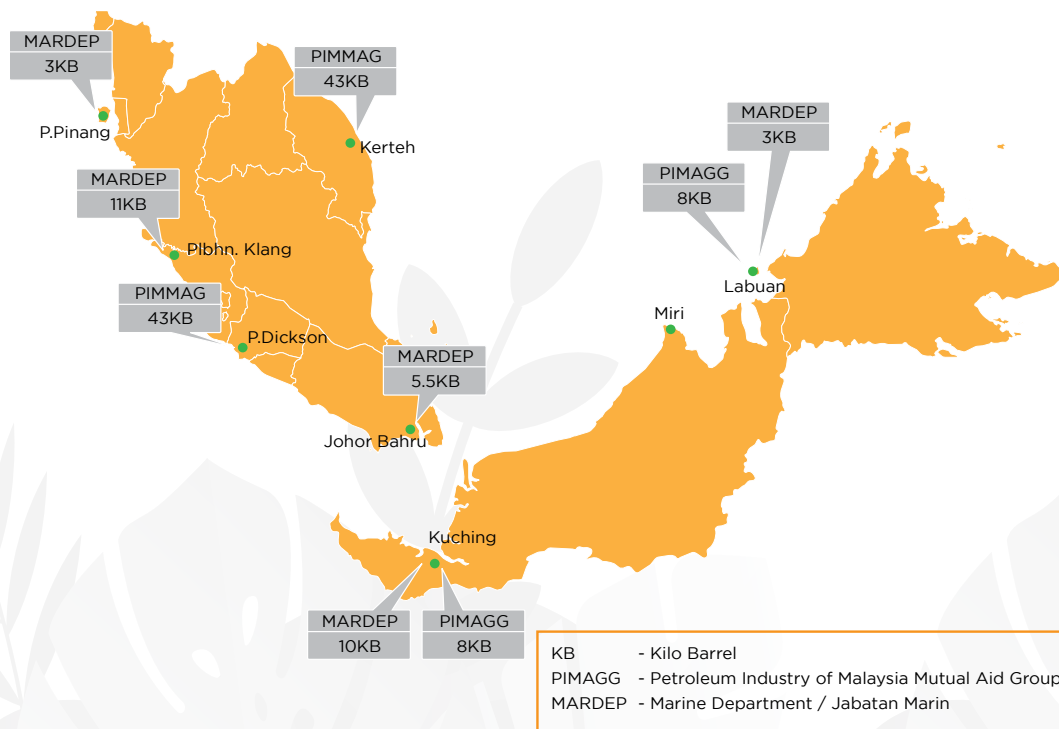 MARDEP
3KB
P.Pinang
PIMMAG
43KB
Kerteh
MARDEP
11KB
Plbhn. Klang
PIMMAG
43KB
P.Dickson
MARDEP
5.5KB
Johor Bahru
MARDEP
3KB
PIMAGG
8KB
Labuan
Miri
Kuching
MARDEP
10KB
PIMAGG
8KB
KB - Kilo Barrel
PIMAGG - Petroleum Industry of Malaysia Mutual Aid Group
MARDEP - Marine Department / Jabatan Marin